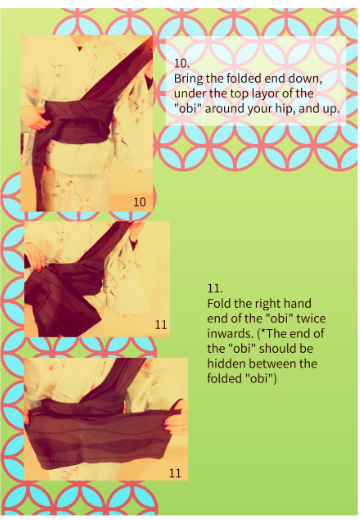 10.
Bring the folded end down,
under the top layor of the
"obi" around your hip, and up.
10
11.
Fold the right hand
end of the "obi" twice
inwards. (*The end of
the "obi" should be
hidden between the
folded "obi")
11
11